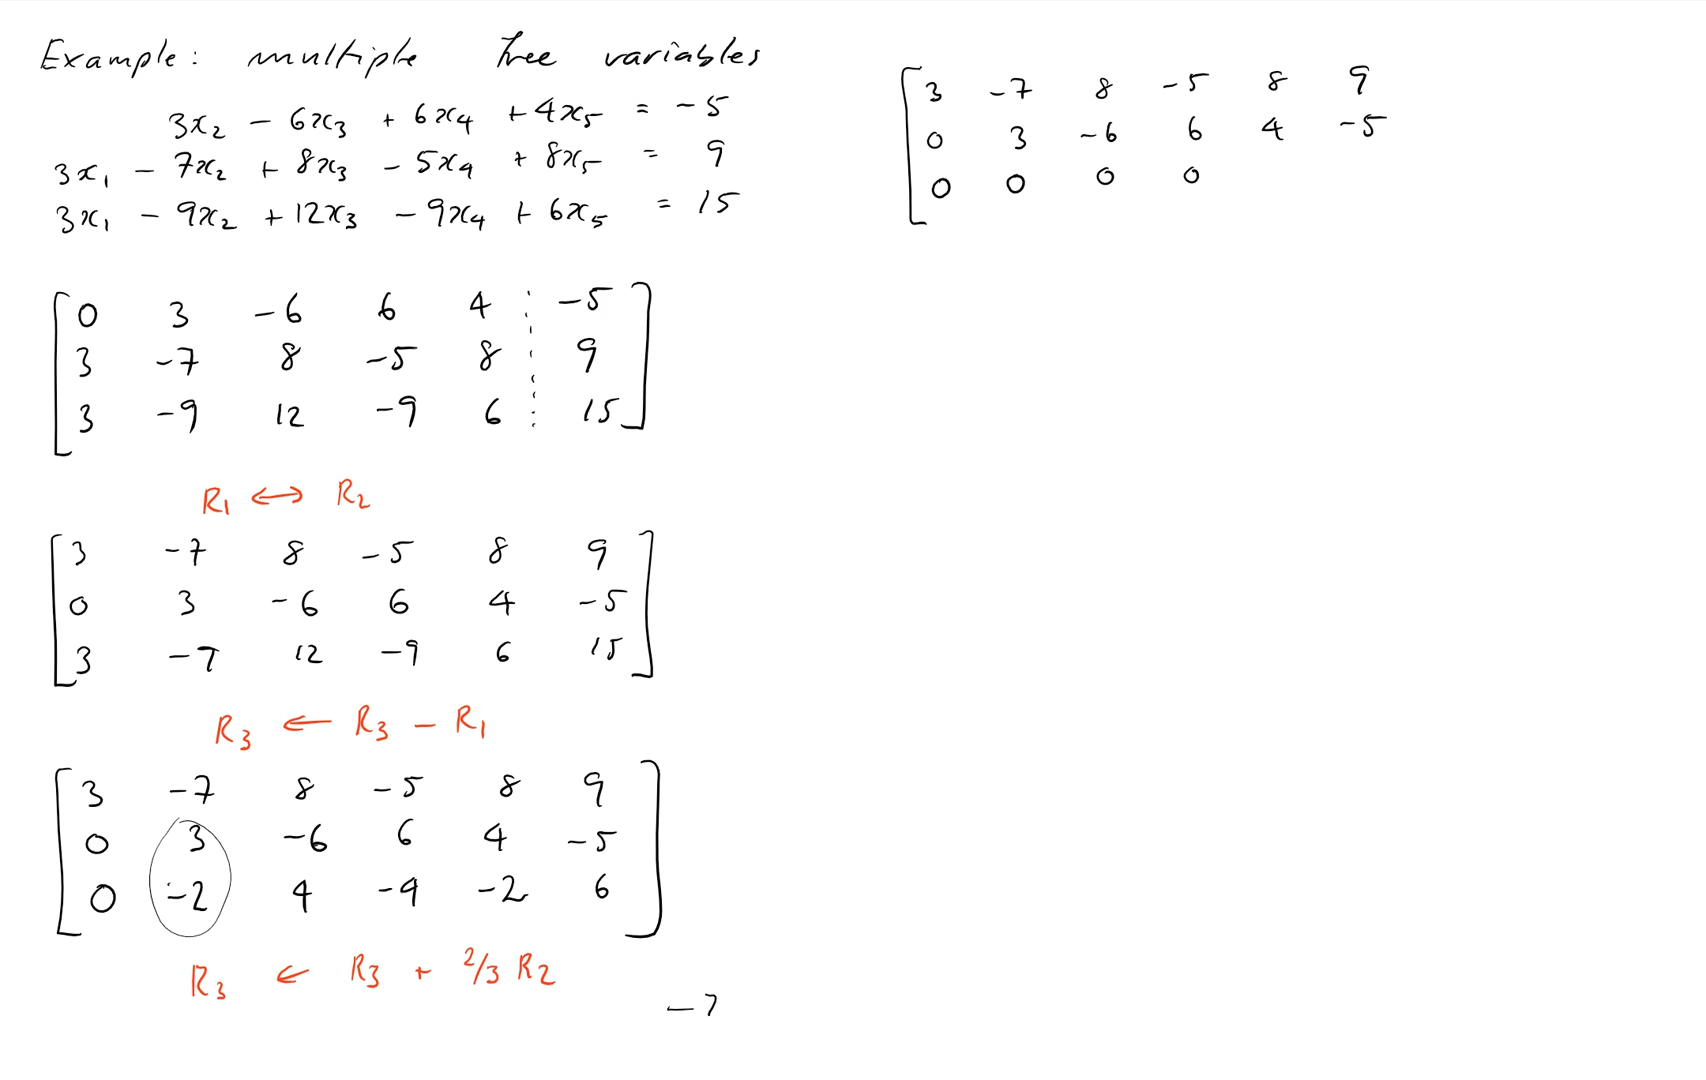 Example: multiple free variables
3x₂ - 6x₃ + 6x₄ + 4x₅ = -5
3x₁ - 7x₂ + 8x₃ - 5x₄ + 8x₅ = 9
3x₁ - 9x₂ + 12x₃ - 9x₄ + 6x₅ = 15
0 3 -6 6 4 -5
3 -7 8 -5 8 9
3 -9 12 -9 6 15
R₁ ↔ R₂
3 -7 8 -5 8 9
0 3 -6 6 4 -5
3 -7 12 -9 6 15
R₃ ← R₃ - R₁
3 -7 8 -5 8 9
0 3 -6 6 4 -5
0 -2 4 -4 -2 6
R₃ ← R₃ + 2/3 R₂
3 -7 8 -5 8 9
0 3 -6 6 4 -5
0 0 0 0